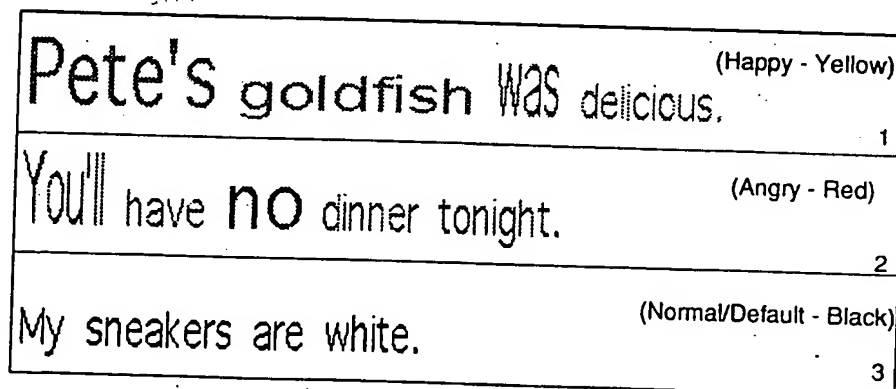 Pete's goldfish was delicious. (Happy - Yellow)
1
You'll have no dinner tonight. (Angry - Red)
2
My sneakers are white. (Normal/Default - Black)
3